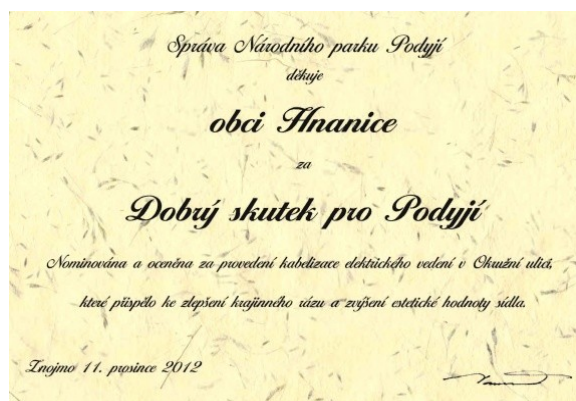 Správa Národního parku Podyjí
děkuje
obci Hnanice
za
Dobrý skutek pro Podyjí
Nominována a oceněna za provedení kabelizace elektrického vedení v Okružní ulici,
které přispělo ke zlepšení krajinného rázu a zvýšení estetické hodnoty sídla.
Znojmo 11. prosince 2012